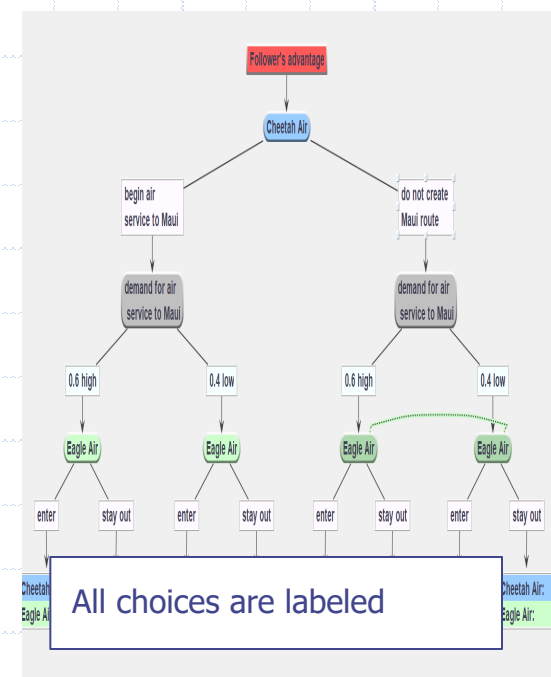 Follower's advantage
Cheetah Air
begin air
service to Maui
do not create
Maui route
demand for air
service to Maui
demand for air
service to Maui
0.6 high
0.4 low
0.6 high
0.4 low
Eagle Air
Eagle Air
Eagle Air
Eagle Air
enter
stay out
enter
stay out
enter
stay out
enter
stay out
Cheetah
Eagle Ai
Cheetah Air:
Eagle Air:
All choices are labeled